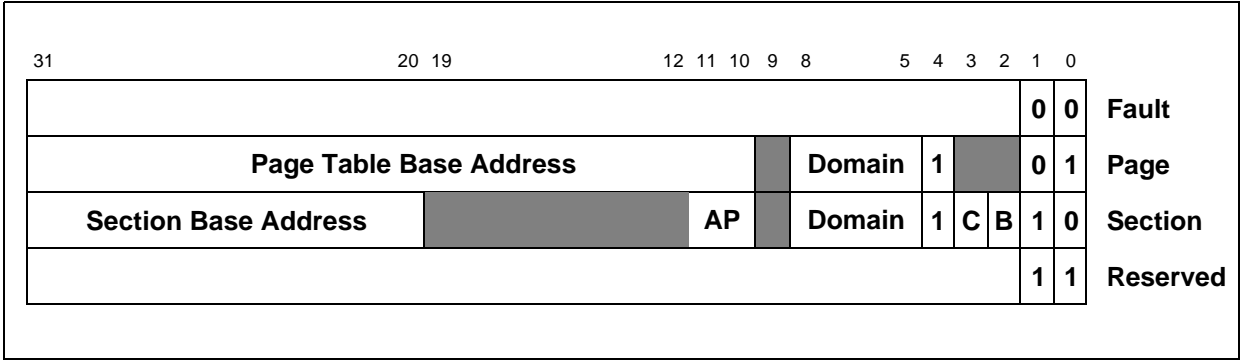 31 20 19 12 11 10 9 8 5 4 3 2 1 0
0 0 Fault
Page Table Base Address Domain 1 0 1 Page
Section Base Address AP Domain 1 C B 1 0 Section
1 1 Reserved